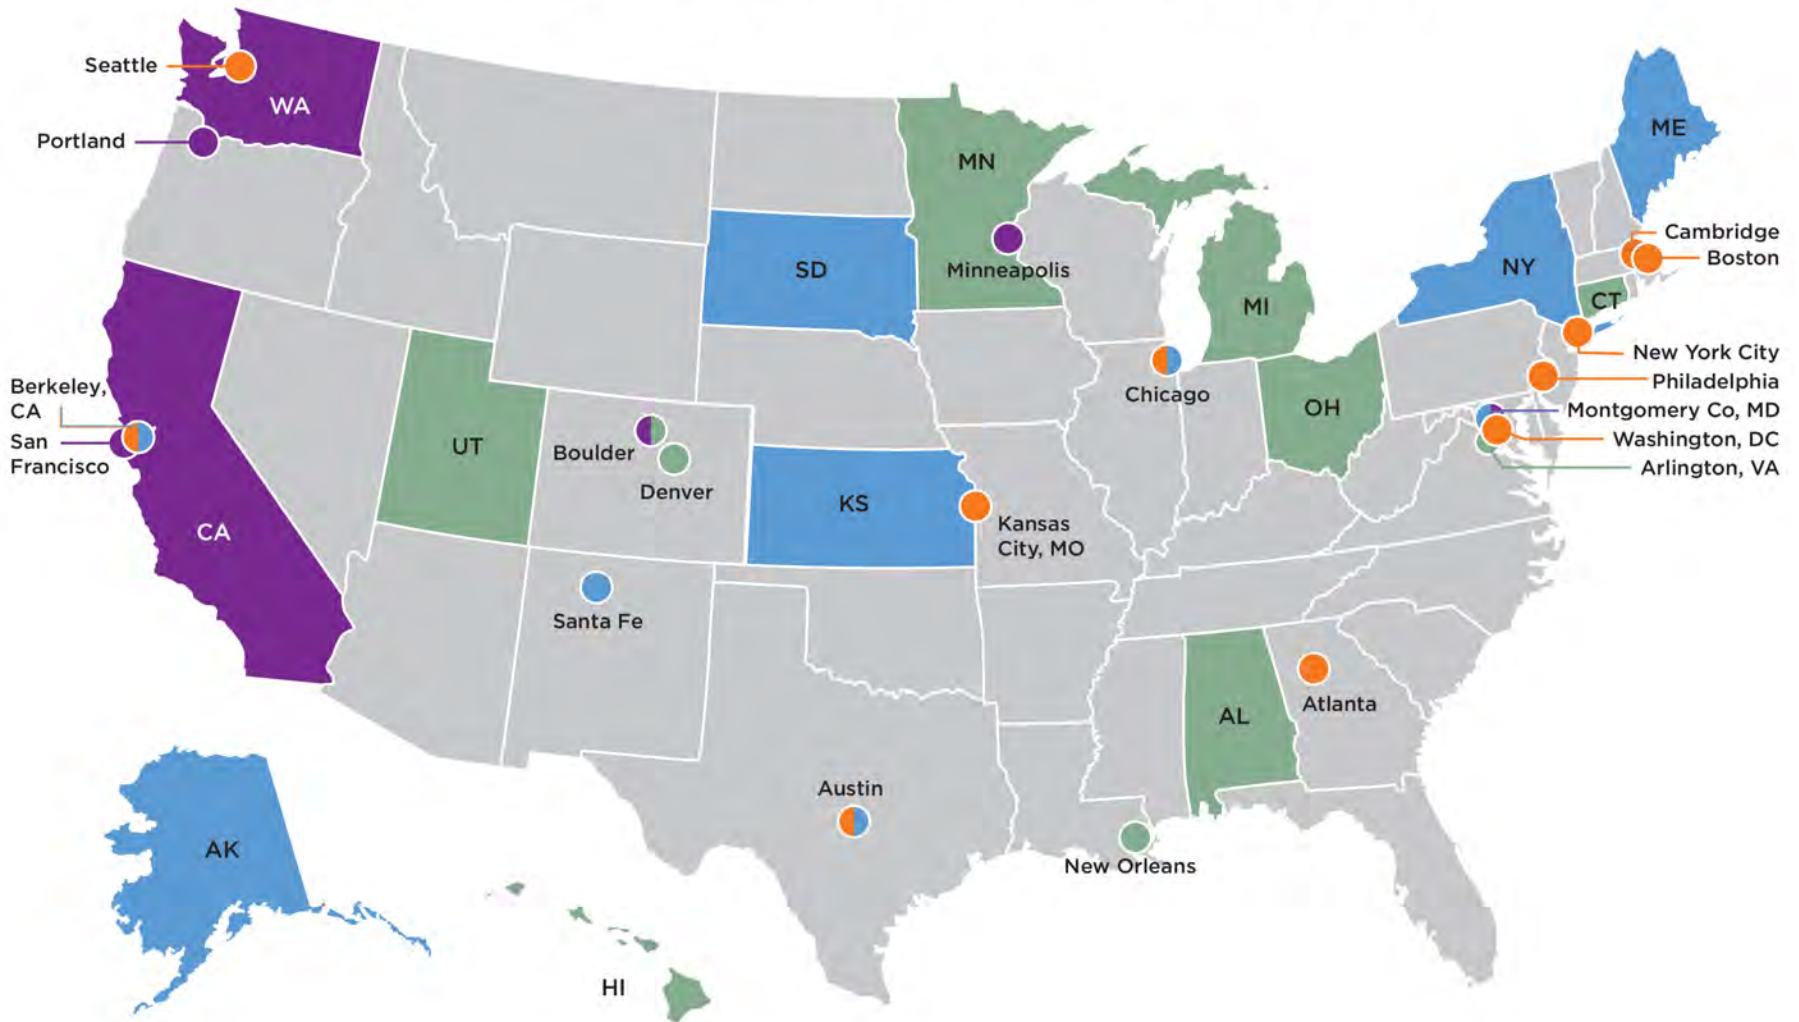 Seattle
WA
Portland
MN
ME
Minneapolis
SD
MI
NY
Cambridge
Boston
CT
New York City
Philadelphia
Montgomery Co, MD
Washington, DC
Arlington, VA
Berkeley,
CA
San
Francisco
UT
Boulder
Denver
Chicago
OH
CA
KS
Kansas
City, MO
Santa Fe
AL
Atlanta
Austin
New Orleans
AK
HI